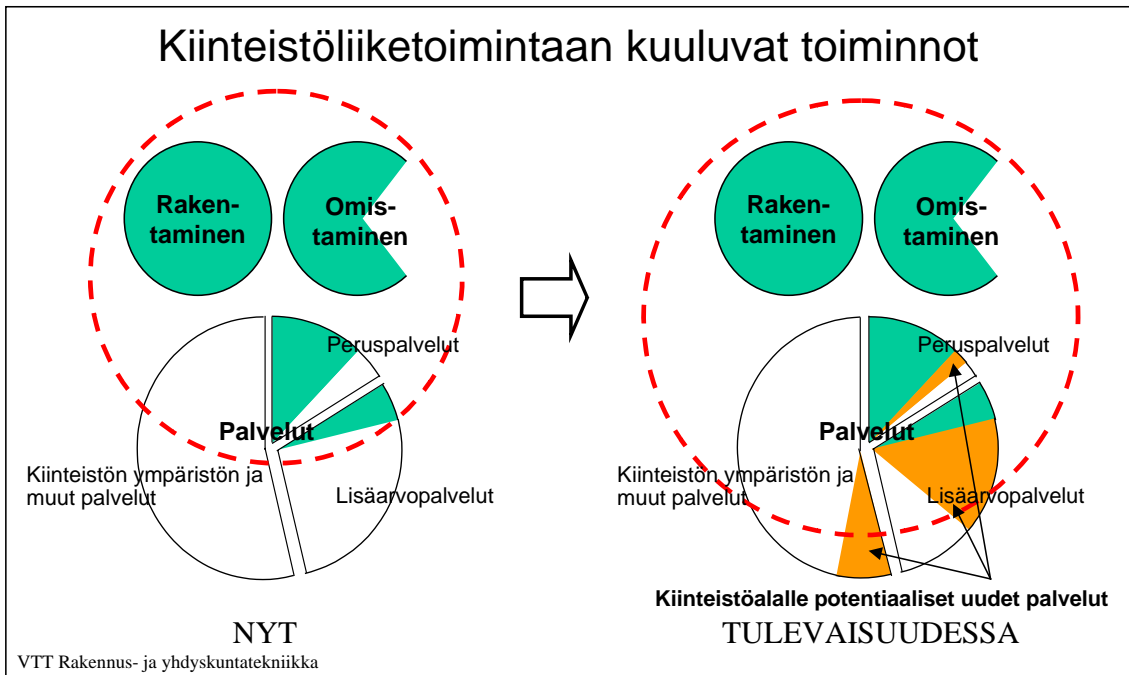 Kiinteistöliiketoimintaan kuuluvat toiminnot
Raken-
taminen
Omis-
taminen
Peruspalvelut
Palvelut
Kiinteistön ympäristön ja
muut palvelut
Lisäarvopalvelut
NYT
Raken-
taminen
Omis-
taminen
Peruspalvelut
Palvelut
Kiinteistön ympäristön ja
muut palvelut
Lisäarvopalvelut
Kiinteistöalalle potentiaaliset uudet palvelut
TULEVAISUUDESSA
VTT Rakennus- ja yhdyskuntatekniikka